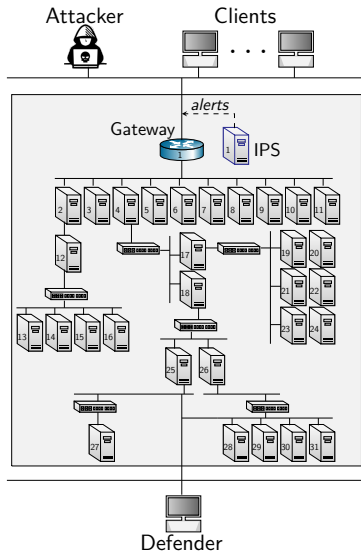 Attacker Clients
. . .
alerts
Gateway
1
1
IPS
2 3 4 5 6 7 8 9 10 11
12
17
19 20
18
21 22
13 14 15 16
23 24
25 26
27
28 29 30 31
Defender